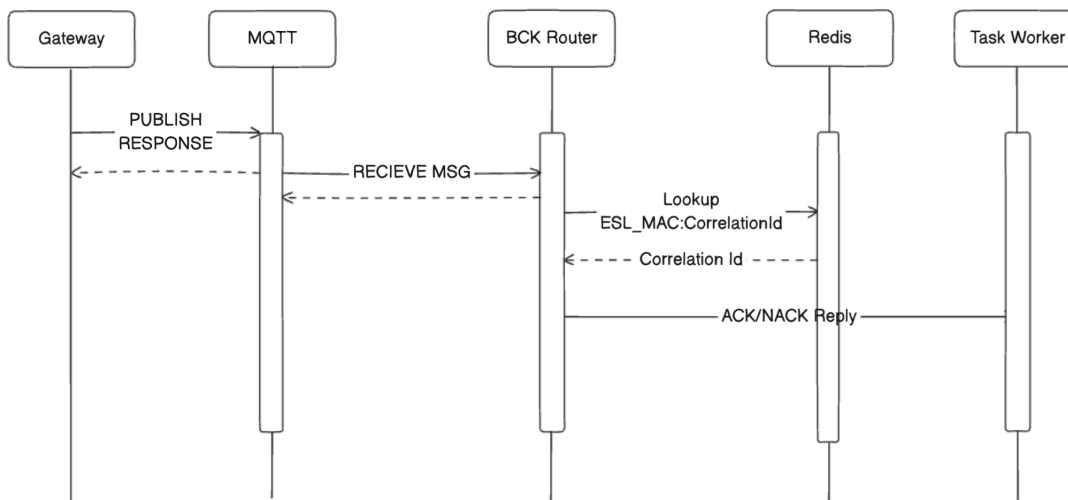 Gateway
MQTT
BCK Router
Redis
Task Worker
PUBLISH
RESPONSE
RECIEVE MSG
Lookup
ESL_MAC:CorrelationId
Correlation Id
ACK/NACK Reply